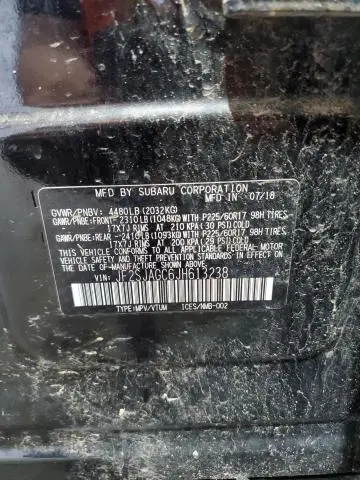 MFD BY SUBARU CORPORATION
MADE IN 07/18
GVWR/PNBV: 4480LB (2032KG)
GAWR/PNBE:FRONT-2310LB(1048KG)WITH P225/60R17 98H TIRES
17X7J RIMS AT 210 KPA(30 PSI)COLD
GAWR/PNBE:REAR-2410LB(1093KG)WITH P225/60R17 98H TIRES
17X7J RIMS AT 200 KPA(29 PSI)COLD
THIS VEHICLE CONFORMS TO ALL APPLICABLE FEDERAL MOTOR
VEHICLE SAFETY BUMPER AND THEFT PREVENTION STANDARDS
IN EFFECT ON THE DATE OF MANUFACTURE SHOWN ABOVE.
VIN: JF2SJAGC6JH613238
TYPE:MPV/VTUM ICES/NMB-002